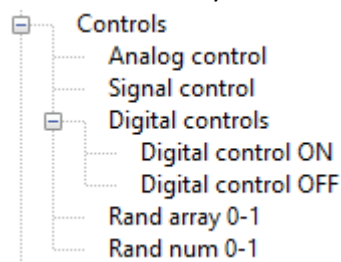 Controls
Analog control
Signal control
Digital controls
Digital control ON
Digital control OFF
Rand array 0-1
Rand num 0-1